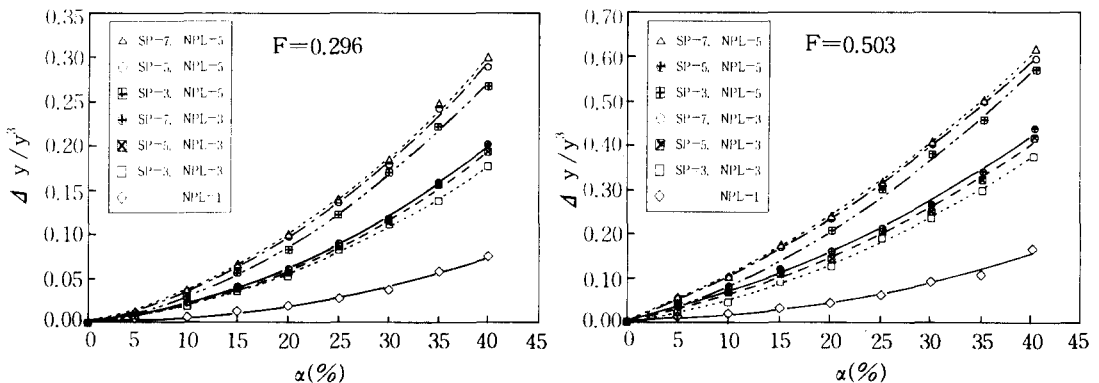 F=0.296
SP-7, NPL-5
SP-5, NPL-5
SP-3, NPL-5
SP-7, NPL-3
SP-5, NPL-3
SP-3, NPL-3
NPL-1
0.35
0.30
0.25
0.20
0.15
0.10
0.05
0.00
Δy/y³
0 5 10 15 20 25 30 35 40 45
α(%)
F=0.503
SP-7, NPL-5
SP-5, NPL-5
SP-3, NPL-5
SP-7, NPL-3
SP-5, NPL-3
SP-3, NPL-3
NPL-1
0.70
0.60
0.50
0.40
0.30
0.20
0.10
0.00
Δy/y³
0 5 10 15 20 25 30 35 40 45
α(%)